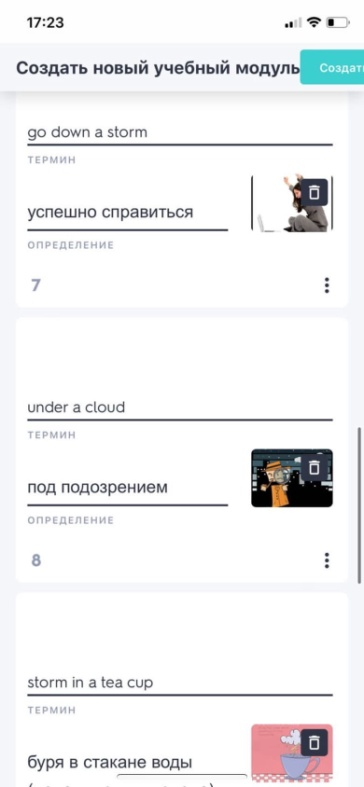 17:23
Создать новый учебный модуль
Создат
go down a storm
ТЕРМИН
успешно справиться
ОПРЕДЕЛЕНИЕ
7
under a cloud
ТЕРМИН
под подозрением
ОПРЕДЕЛЕНИЕ
8
storm in a tea cup
ТЕРМИН
буря в стакане воды